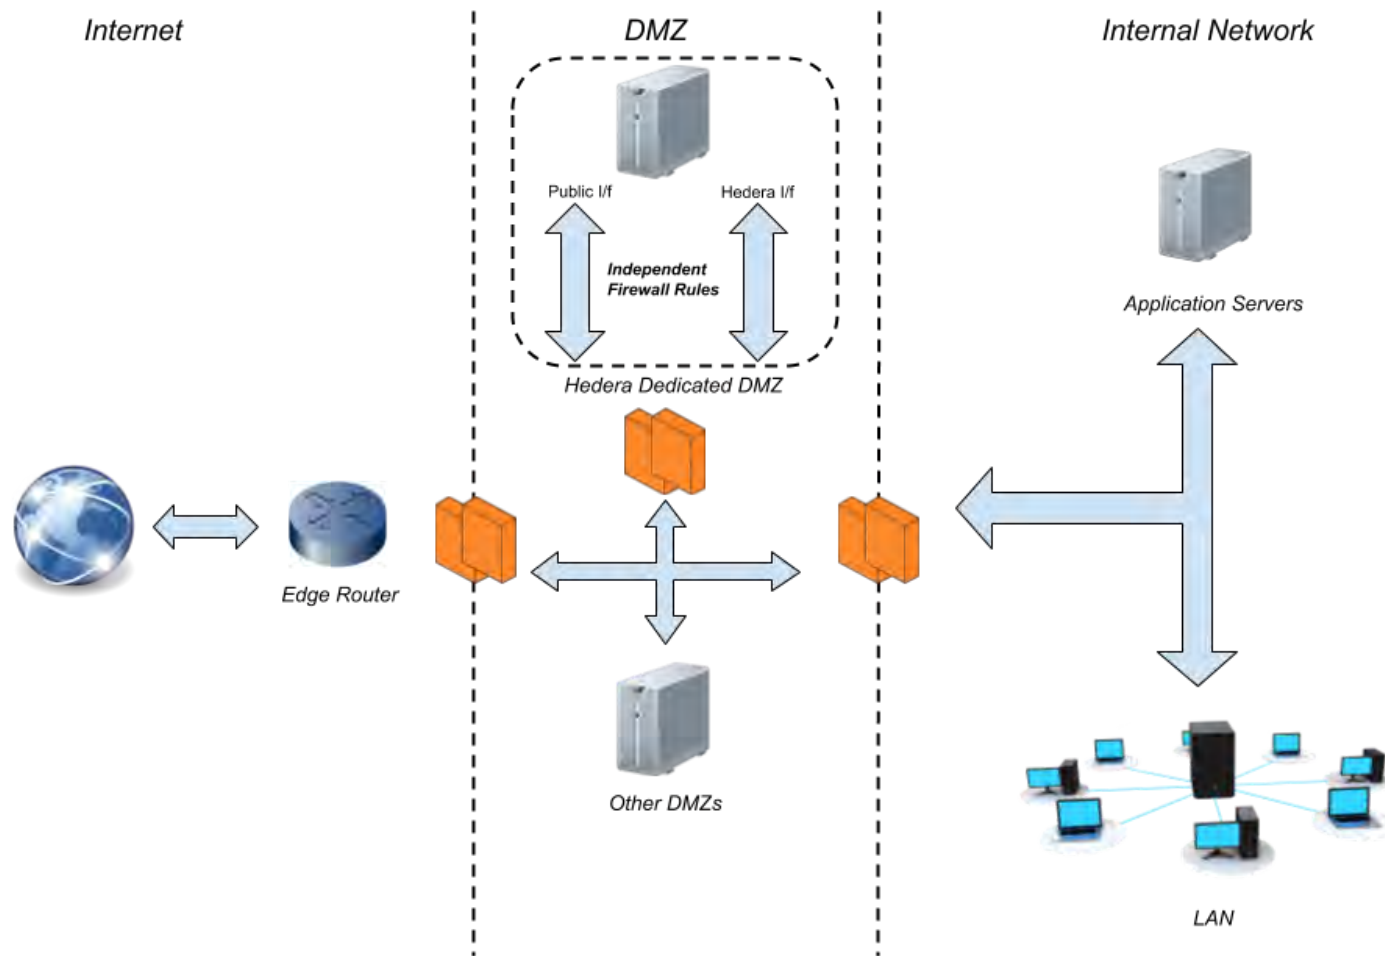 Internet
DMZ
Internal Network
Public I/f
Hedera I/f
Independent
Firewall Rules
Hedera Dedicated DMZ
Application Servers
Edge Router
Other DMZs
LAN